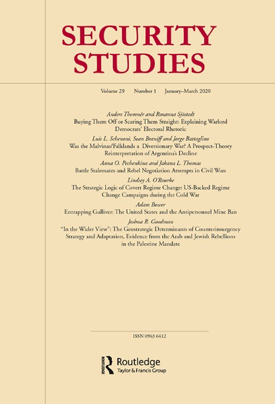 SECURITY
STUDIES
Volume 29 Number 1 January–March 2020
Anders Themnér and Roxanna Sjöstedt
Buying Them Off or Scaring Them Straight: Explaining Warlord
Democrats' Electoral Rhetoric
Luis L. Schenoni, Sean Braniff and Jorge Battaglino
Was the Malvinas/Falklands a Diversionary War? A Prospect-Theory
Reinterpretation of Argentina's Decline
Anna O. Pechenkina and Jakana L. Thomas
Battle Stalemates and Rebel Negotiation Attempts in Civil Wars
Lindsey A. O'Rourke
The Strategic Logic of Covert Regime Change: US-Backed Regime
Change Campaigns during the Cold War
Adam Bower
Entrapping Gulliver: The United States and the Antipersonnel Mine Ban
Joshua R. Goodman
"In the Wider View": The Geostrategic Determinants of Counterinsurgency
Strategy and Adaptation, Evidence from the Arab and Jewish Rebellions
in the Palestine Mandate
ISSN 0963 6412
R
Routledge
Taylor & Francis Group